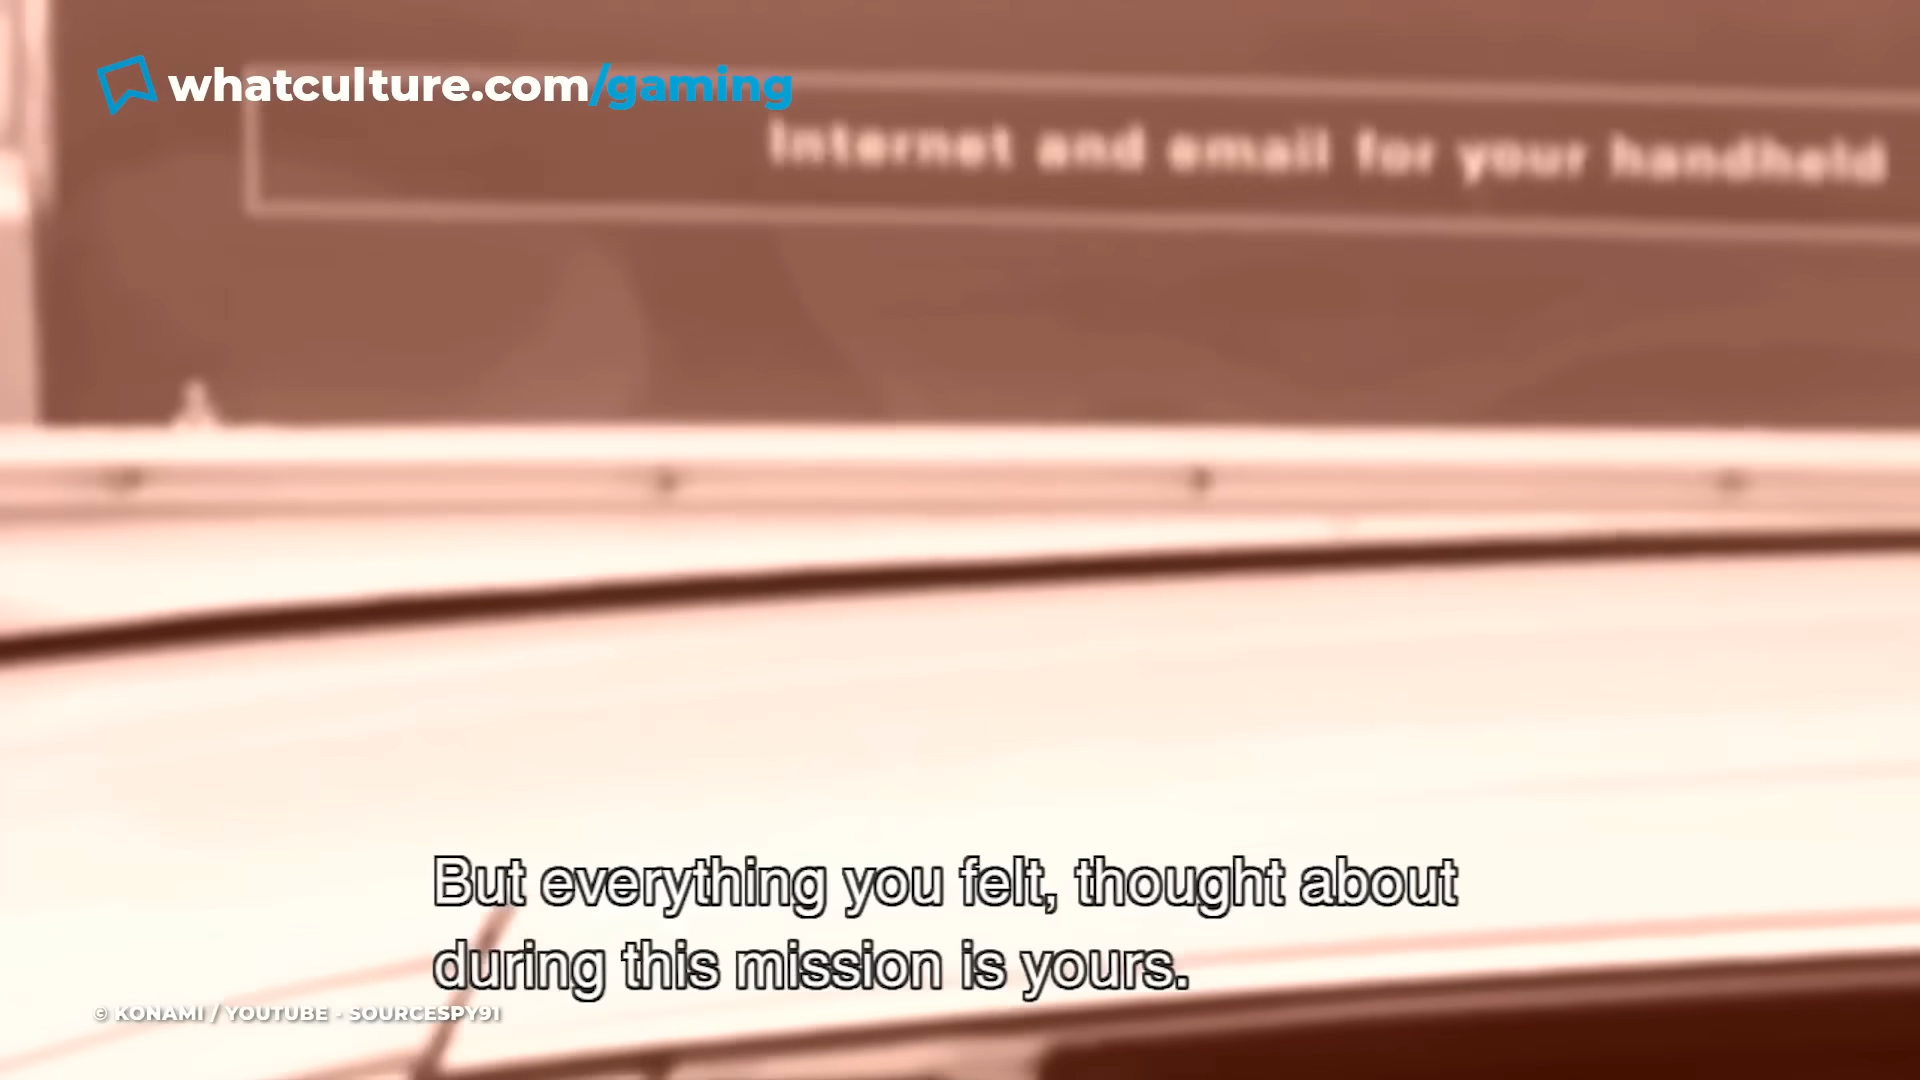 whatculture.com/gaming
Internet and email for your handheld
But everything you felt, thought about
during this mission is yours.
© KONAMI / YOUTUBE - SOURCESPY91